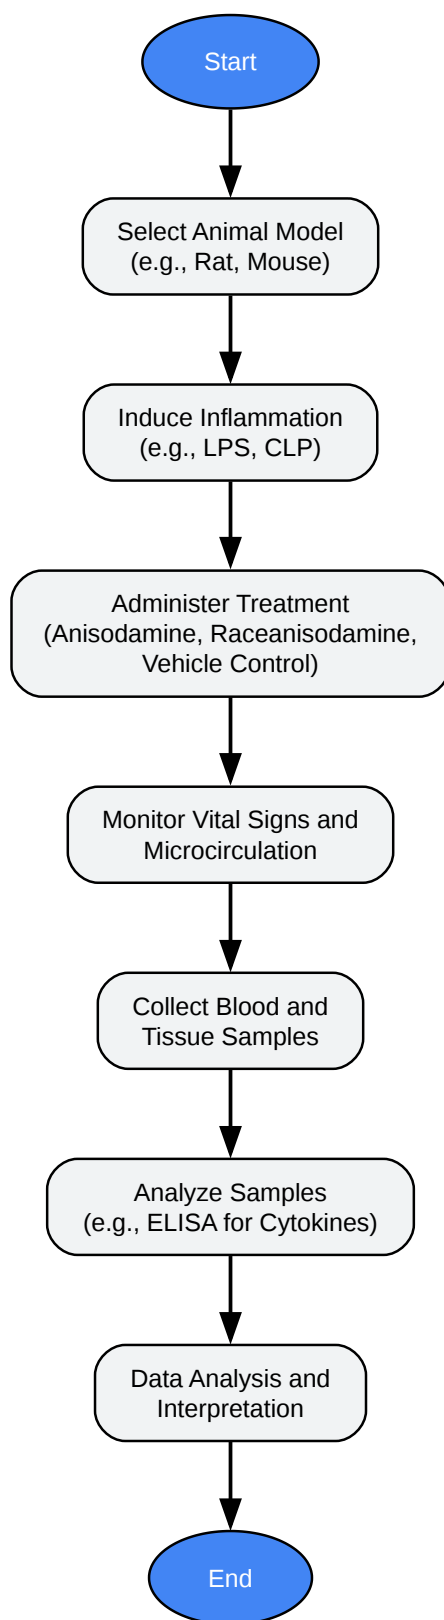 Start
Select Animal Model
(e.g., Rat, Mouse)
Induce Inflammation
(e.g., LPS, CLP)
Administer Treatment
(Anisodamine, Raceanisodamine,
Vehicle Control)
Monitor Vital Signs and
Microcirculation
Collect Blood and
Tissue Samples
Analyze Samples
(e.g., ELISA for Cytokines)
Data Analysis and
Interpretation
End